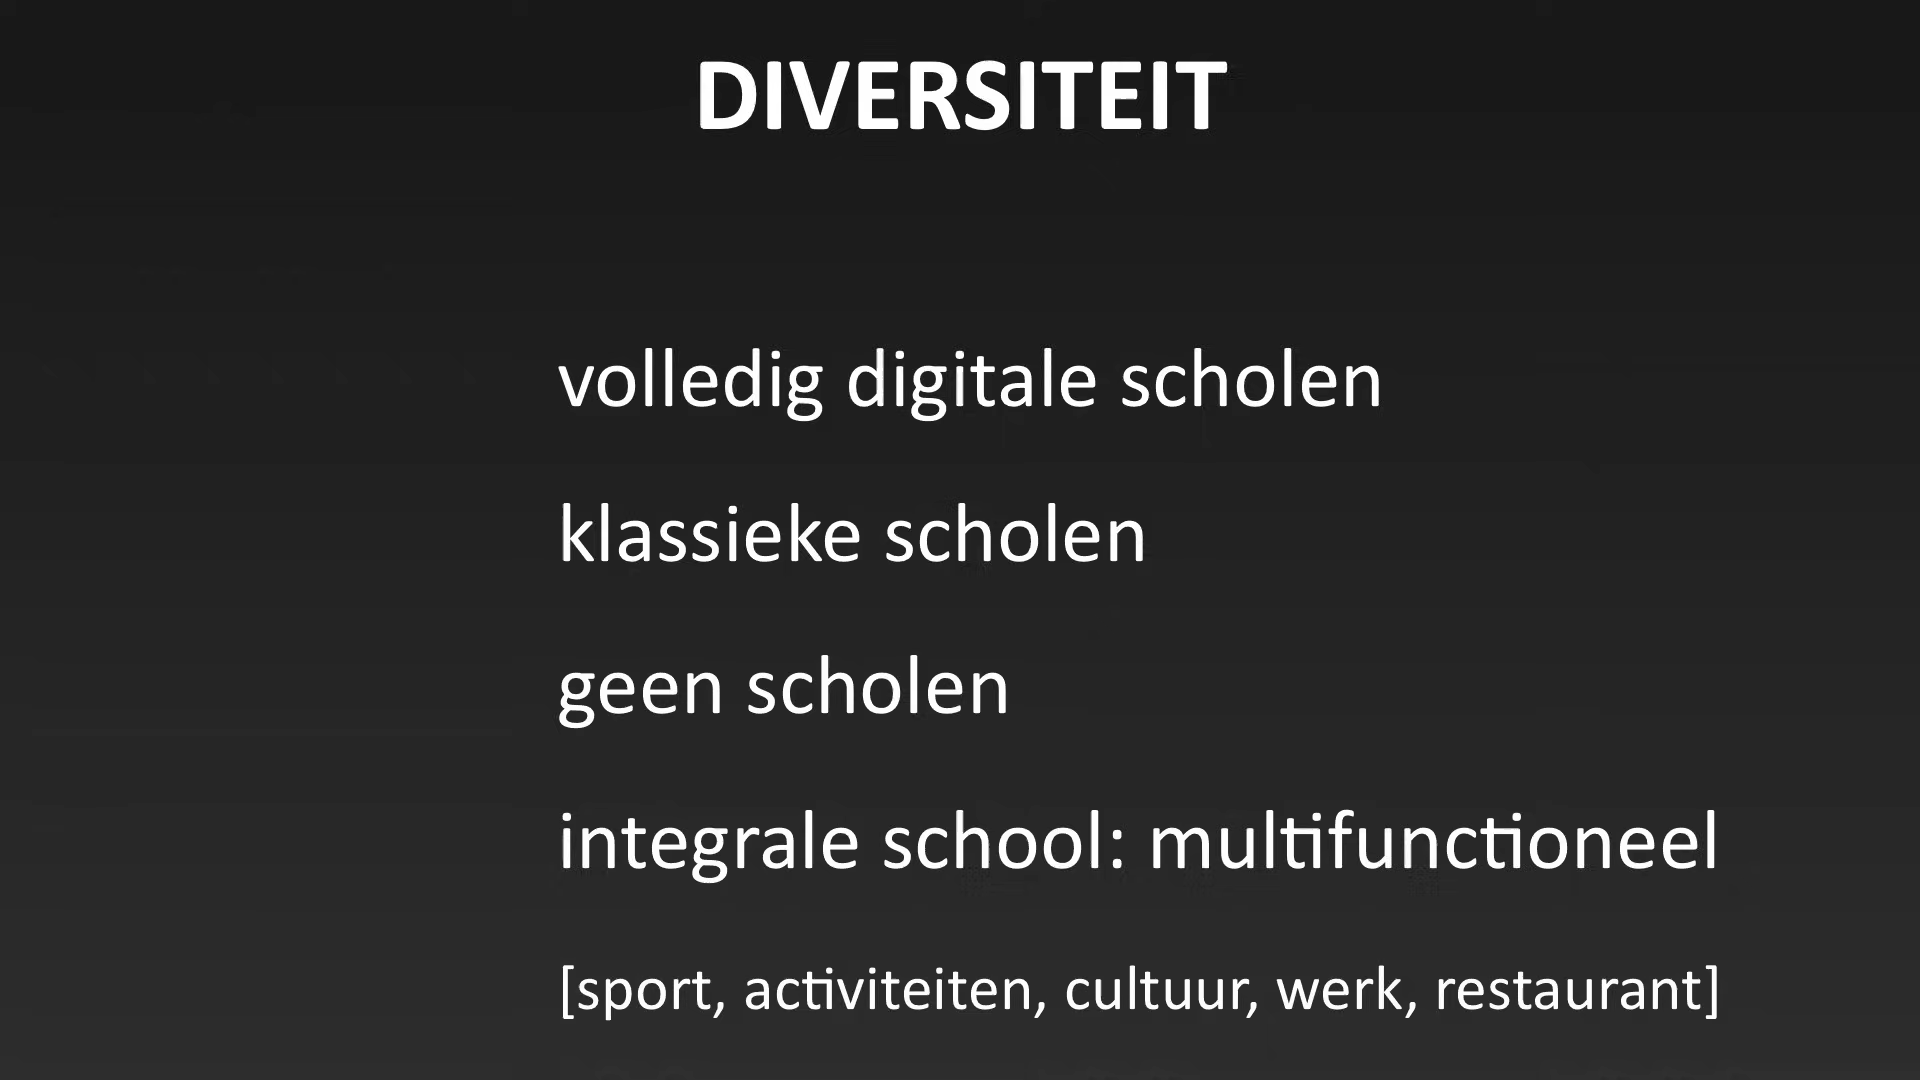 DIVERSITEIT
volledig digitale scholen
klassieke scholen
geen scholen
integrale school: multifunctioneel
[sport, activiteiten, cultuur, werk, restaurant]